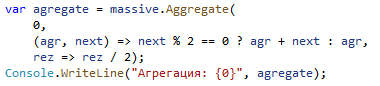 var agregate = massive.Aggregate(
0,
(agr, next) => next % 2 == 0 ? agr + next : agr,
rez => rez / 2);
Console.WriteLine("Агрегация: {0}", agregate);